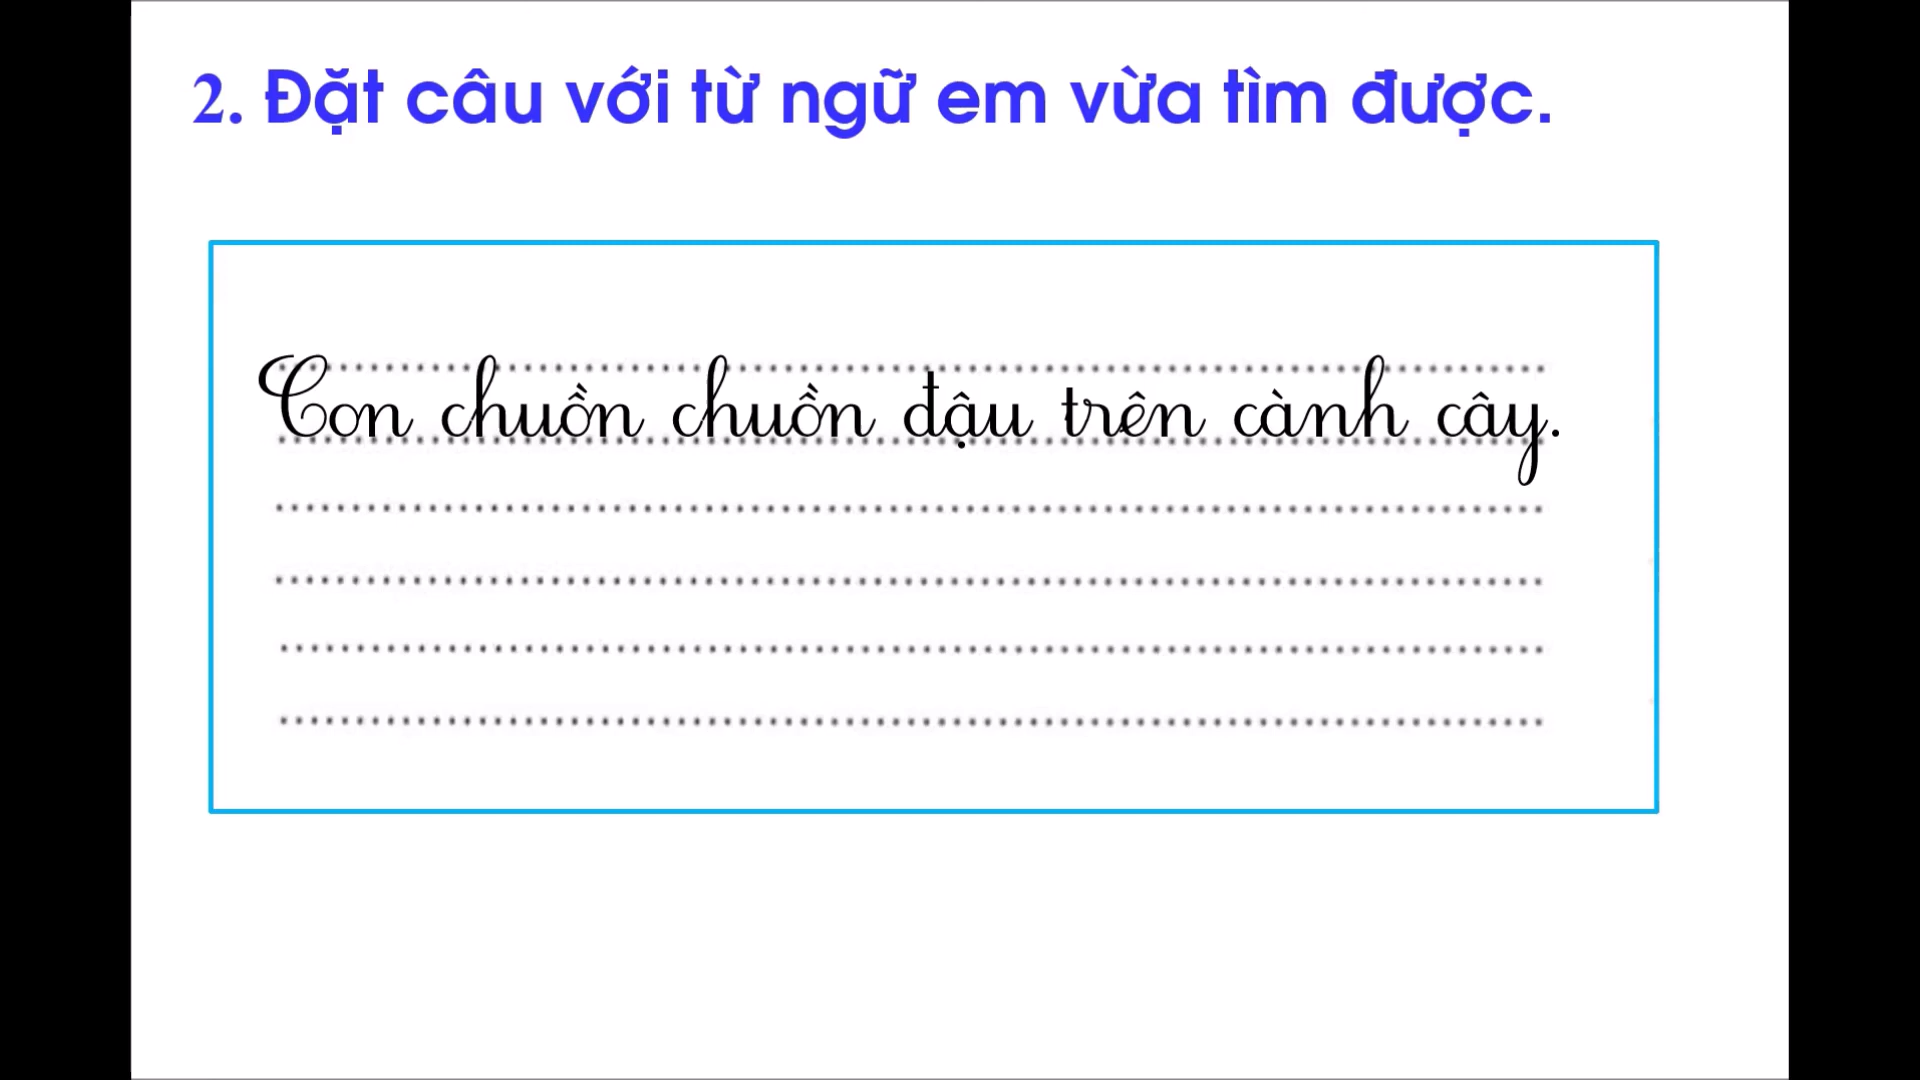 2. Đặt câu với từ ngữ em vừa tìm được.
Con chuồn chuồn đậu trên cành cây.